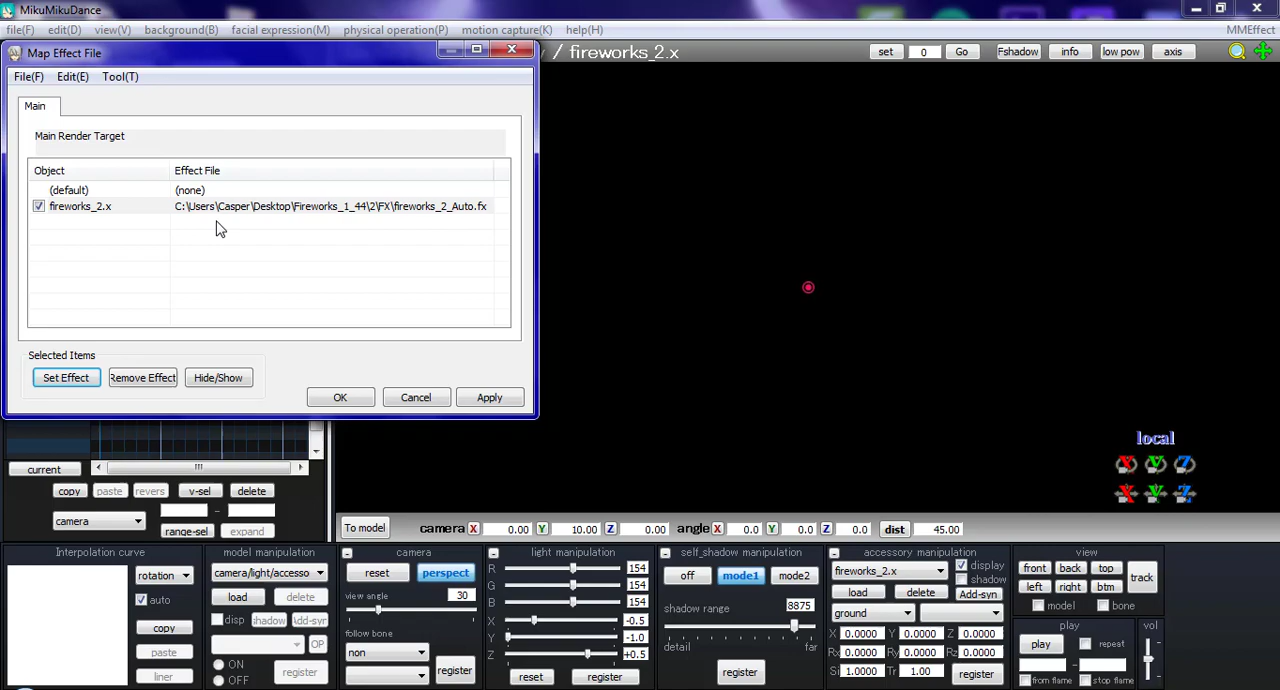 MikuMikuDance
file(F) edit(D) view(V) background(B) facial expression(M) physical operation(P) motion capture(K) help(H) MMEffect
Map Effect File
/ fireworks_2.x
set 0 Go Fshadow info low pow axis
File(F) Edit(E) Tool(T)
Main
Main Render Target
Object Effect File
(default) (none)
fireworks_2.x C:\Users\Casper\Desktop\Fireworks_1_44\2\FX\fireworks_2_Auto.fx
Selected Items
Set Effect Remove Effect Hide/Show
OK Cancel Apply
local
X Y Z
X Y Z
current
copy paste revers v-sel delete
camera -
range-sel expand
To model camera X 0.00 Y 10.00 Z 0.00 angle X 0.0 Y 0.0 Z 0.0 dist 45.00
Interpolation curve
rotation
auto
copy
paste
liner
model manipulation
camera/light/accesso
load delete
disp shadow Add-syn
OP
ON
OFF
register
camera
reset perspect
view angle 30
follow bone
non
register
light manipulation
R 154
G 154
B 154
X -0.5
Y -1.0
Z +0.5
reset register
self_shadow manipulation
off mode1 mode2
shadow range 8875
detail far
register
accessory manipulation
fireworks_2.x display
shadow
load delete Add-syn
ground
X 0.0000 Y 0.0000 Z 0.0000
Rx 0.0000 Ry 0.0000 Rz 0.0000
Si 1.0000 Tr 1.00 register
view
front back top
left right btm
track
model bone
play
play repeat
-
from flame stop flame
vol